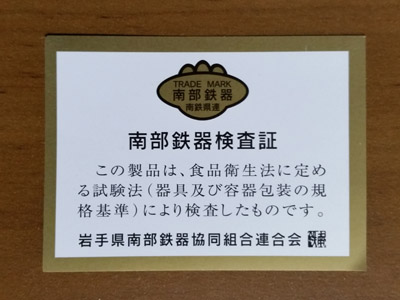 TRADE MARK
南部鉄器
南鉄県連
南部鉄器検査証
この製品は、食品衛生法に定め
る試験法(器具及び容器包装の規
格基準)により検査したものです。
岩手県南部鉄器協同組合連合会